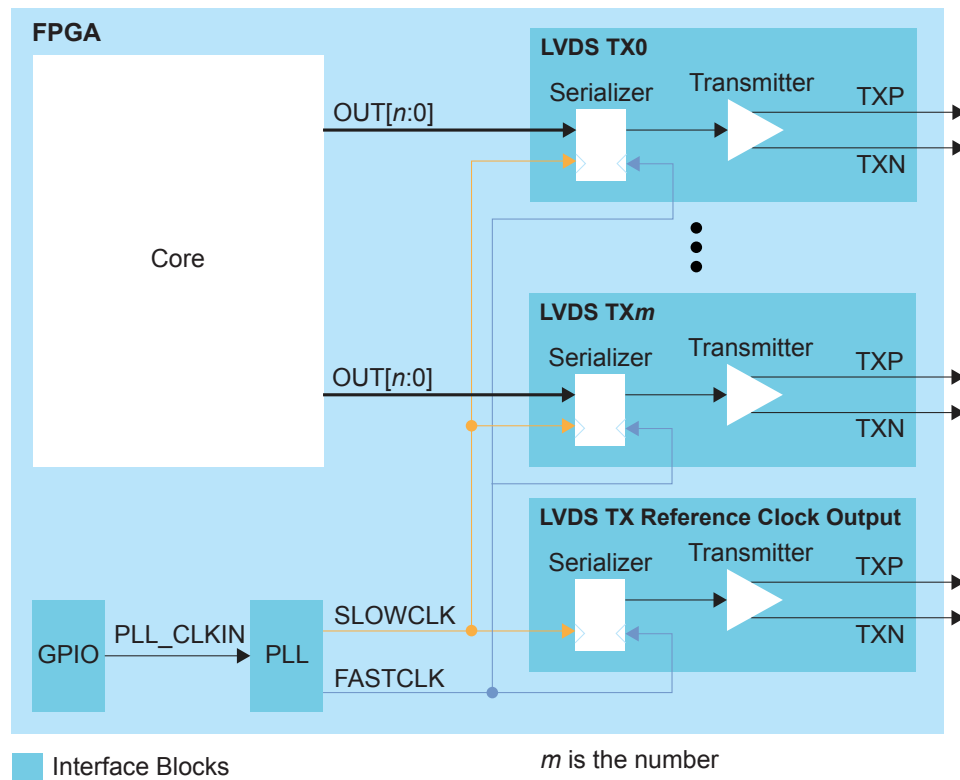 FPGA
LVDS TX0
Serializer
Transmitter
TXP
OUT[n:0]
TXN
Core
LVDS TXm
Serializer
Transmitter
TXP
OUT[n:0]
TXN
LVDS TX Reference Clock Output
Serializer
Transmitter
TXP
SLOWCLK
TXN
PLL_CLKIN
GPIO
PLL
FASTCLK
Interface Blocks
m is the number